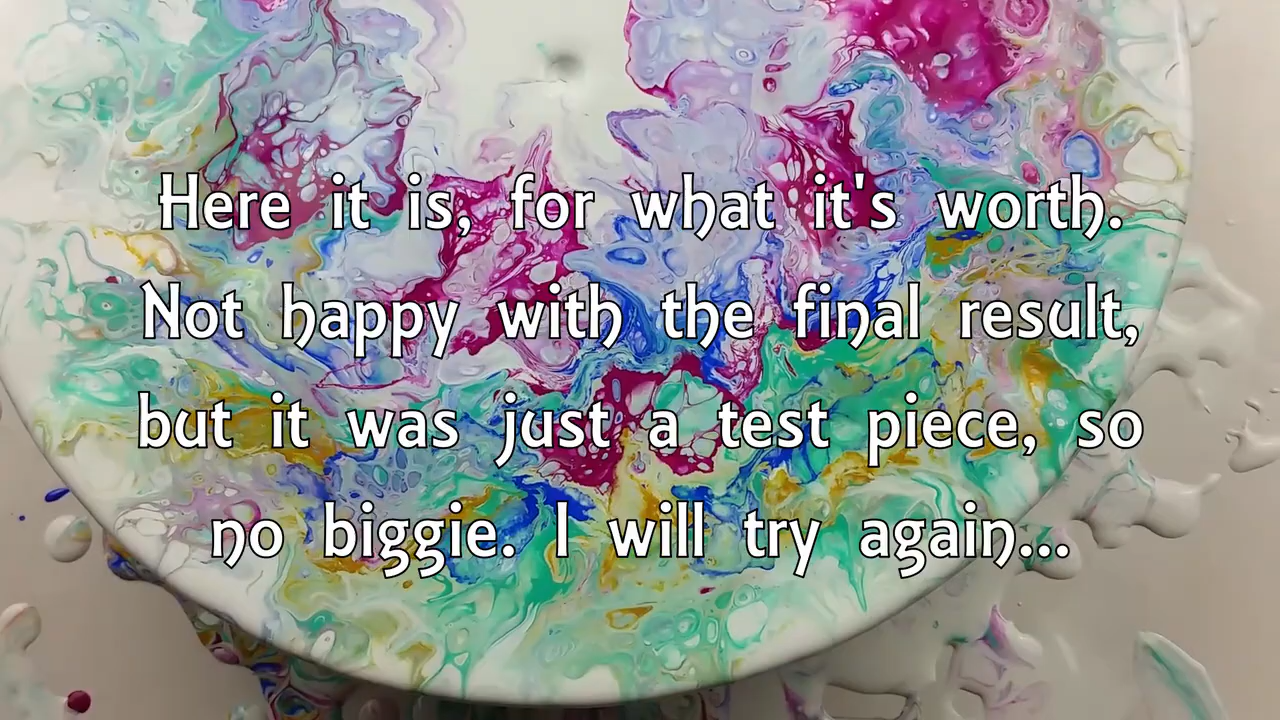 Here it is, for what it's worth.
Not happy with the final result,
but it was just a test piece, so
no biggie. I will try again...